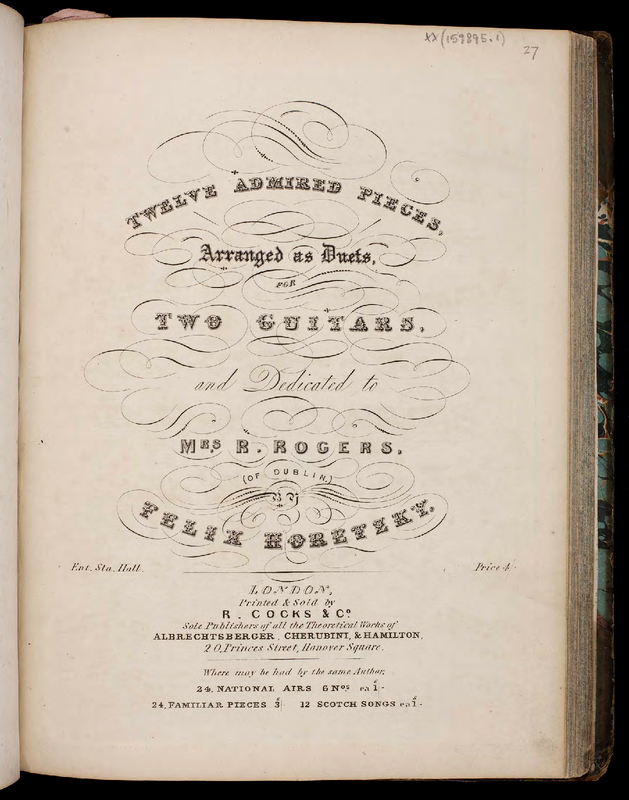 xx(159895.1)
27
TWELVE ADMIRED PIECES,
Arranged as Duets,
FOR
TWO GUITARS,
and Dedicated to
MRS. R. ROGERS,
(OF DUBLIN,)
BY
FELIX HORETZKY.
Ent. Sta. Hall.
Price 4/-
LONDON,
Printed & Sold by
R. COCKS & Co
Sole Publishers of all the Theoretical Works of
ALBRECHTSBERGER, CHERUBINI, & HAMILTON,
20, Princes Street, Hanover Square.
Where may be had by the same Author,
24, NATIONAL AIRS 6 Nos. ea 1s/-
24, FAMILIAR PIECES 3s/- 12 SCOTCH SONGS ea 1s/-